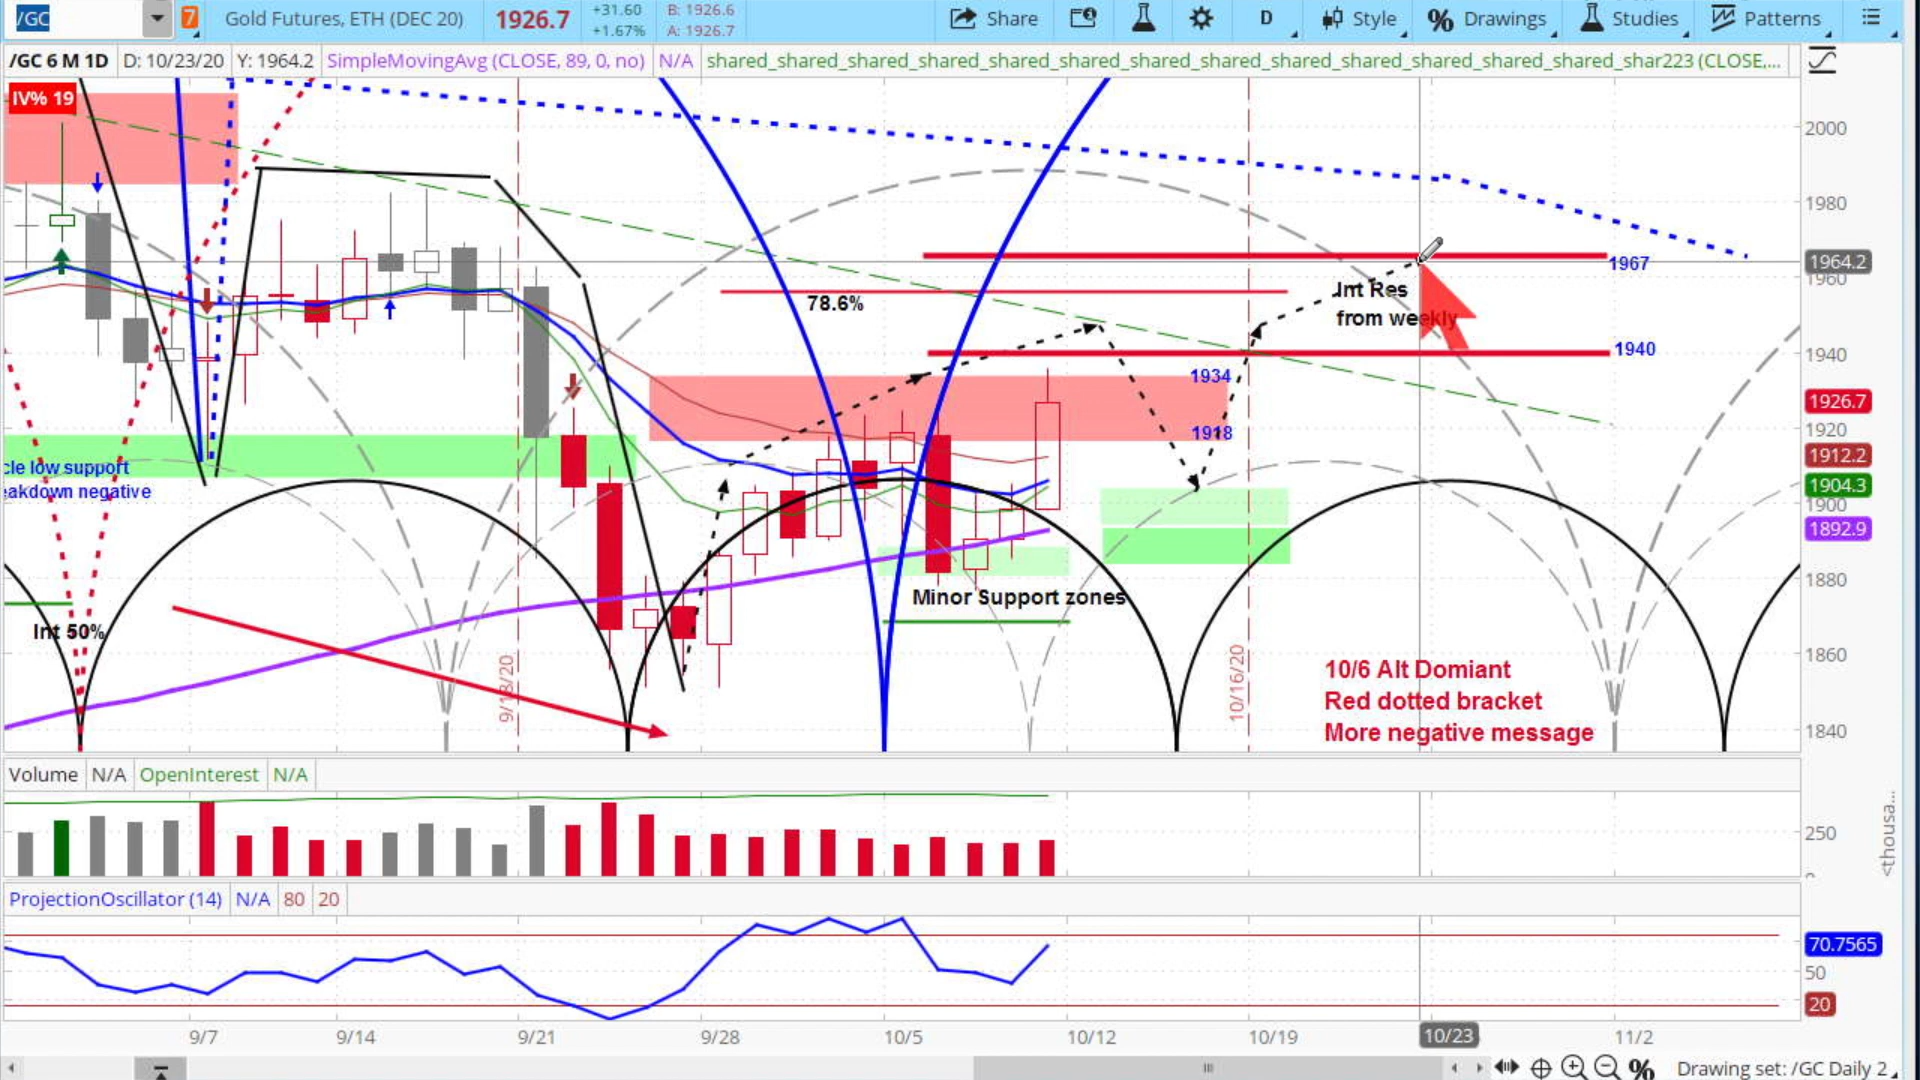 /GC
7
Gold Futures, ETH (DEC 20)
1926.7
+31.60
+1.67%
B: 1926.6
A: 1926.7
Share
D
Style
Drawings
Studies
Patterns
/GC 6 M 1D
D: 10/23/20
Y: 1964.2
SimpleMovingAvg (CLOSE, 89, 0, no)
N/A
shared_shared_shared_shared_shared_shared_shared_shared_shared_shared_shared_shared_shar223 (CLOSE,...
IV% 19
2000
1980
1967
1964.2
1960
Int Res
from weekly
78.6%
1940
1940
1934
1926.7
1920
1918
1912.2
1904.3
1900
1892.9
cle low support
eakdown negative
1880
Minor Support zones
Int 50%
1860
1840
9/18/20
10/16/20
10/6 Alt Domiant
Red dotted bracket
More negative message
Volume
N/A
OpenInterest
N/A
250
0
<thousa...
ProjectionOscillator (14)
N/A
80
20
70.7565
50
20
9/7
9/14
9/21
9/28
10/5
10/12
10/19
10/23
11/2
Drawing set: /GC Daily 2